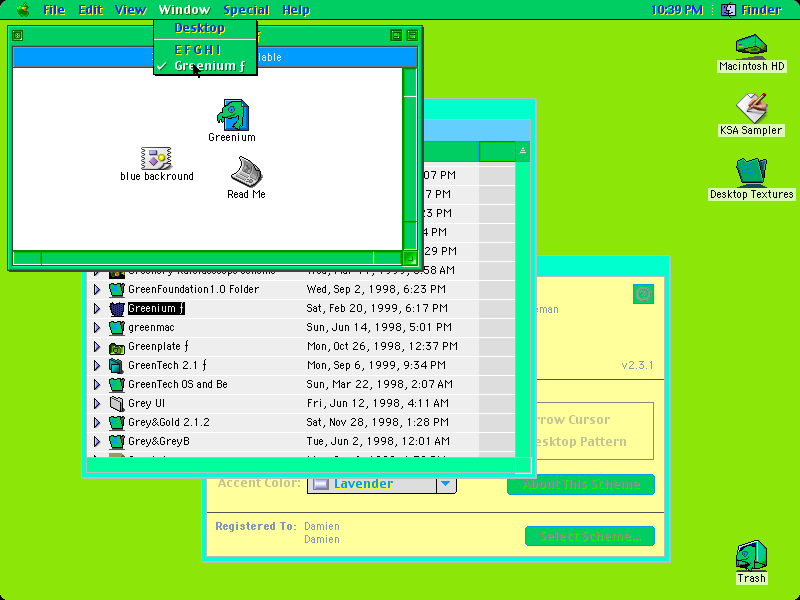 File Edit View Window Special Help 10:39 PM Finder
Desktop
E F G H I
✓ Greenium ƒ
lable
Greenium
blue backround
Read Me
Macintosh HD
KSA Sampler
Desktop Textures
Trash
07 PM
7 PM
23 PM
4 PM
29 PM
GreenFoundation1.0 Folder Wed, Sep 2, 1998, 6:23 PM
Greenium ƒ Sat, Feb 20, 1999, 6:17 PM
greenmac Sun, Jun 14, 1998, 5:01 PM
Greenplate ƒ Mon, Oct 26, 1998, 12:37 PM
GreenTech 2.1 ƒ Mon, Sep 6, 1999, 9:34 PM
GreenTech OS and Be Sun, Mar 22, 1998, 2:07 AM
Grey UI Fri, Jun 12, 1998, 4:11 AM
Grey&Gold 2.1.2 Sat, Nov 28, 1998, 1:28 PM
Grey&GreyB Tue, Jun 2, 1998, 12:01 AM
eman
v2.3.1
rrow Cursor
esktop Pattern
Accent Color: Lavender
About This Scheme
Registered To: Damien
Damien
Select Scheme...